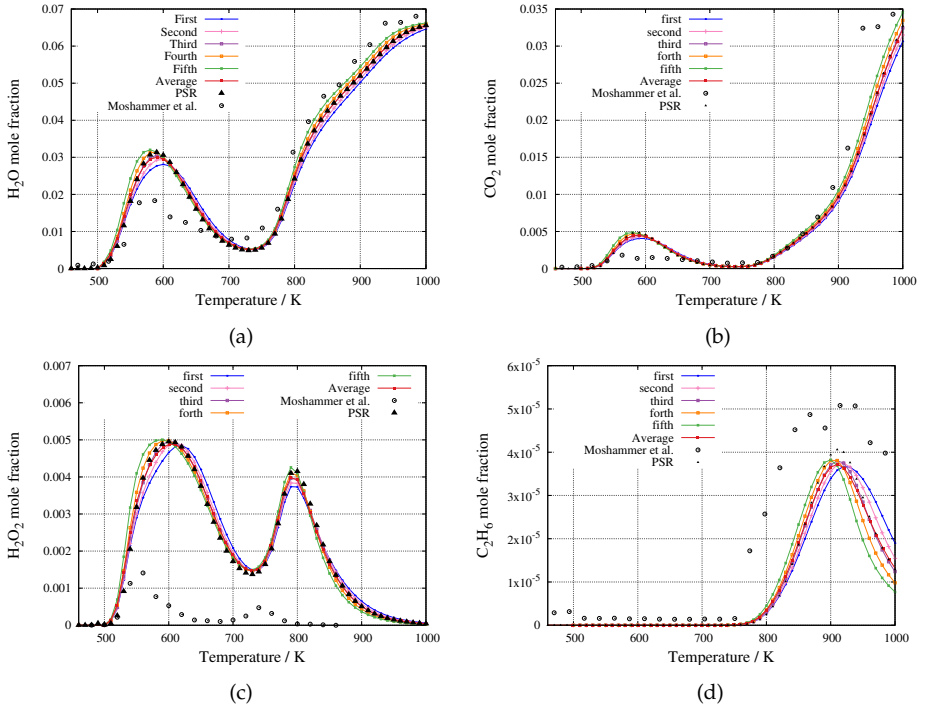 0.07
0.06
0.05
0.04
0.03
0.02
0.01
0
500 600 700 800 900 1000
H2O mole fraction
Temperature / K
First
Second
Third
Fourth
Fifth
Average
PSR
Moshammer et al.
(a)
0.035
0.03
0.025
0.02
0.015
0.01
0.005
0
500 600 700 800 900 1000
CO2 mole fraction
Temperature / K
first
second
third
forth
fifth
Average
Moshammer et al.
PSR
(b)
0.007
0.006
0.005
0.004
0.003
0.002
0.001
0
500 600 700 800 900 1000
H2O2 mole fraction
Temperature / K
first
second
third
forth
fifth
Average
Moshammer et al.
PSR
(c)
6x10-5
5x10-5
4x10-5
3x10-5
2x10-5
1x10-5
0
500 600 700 800 900 1000
C2H6 mole fraction
Temperature / K
first
second
third
forth
fifth
Average
Moshammer et al.
PSR
(d)